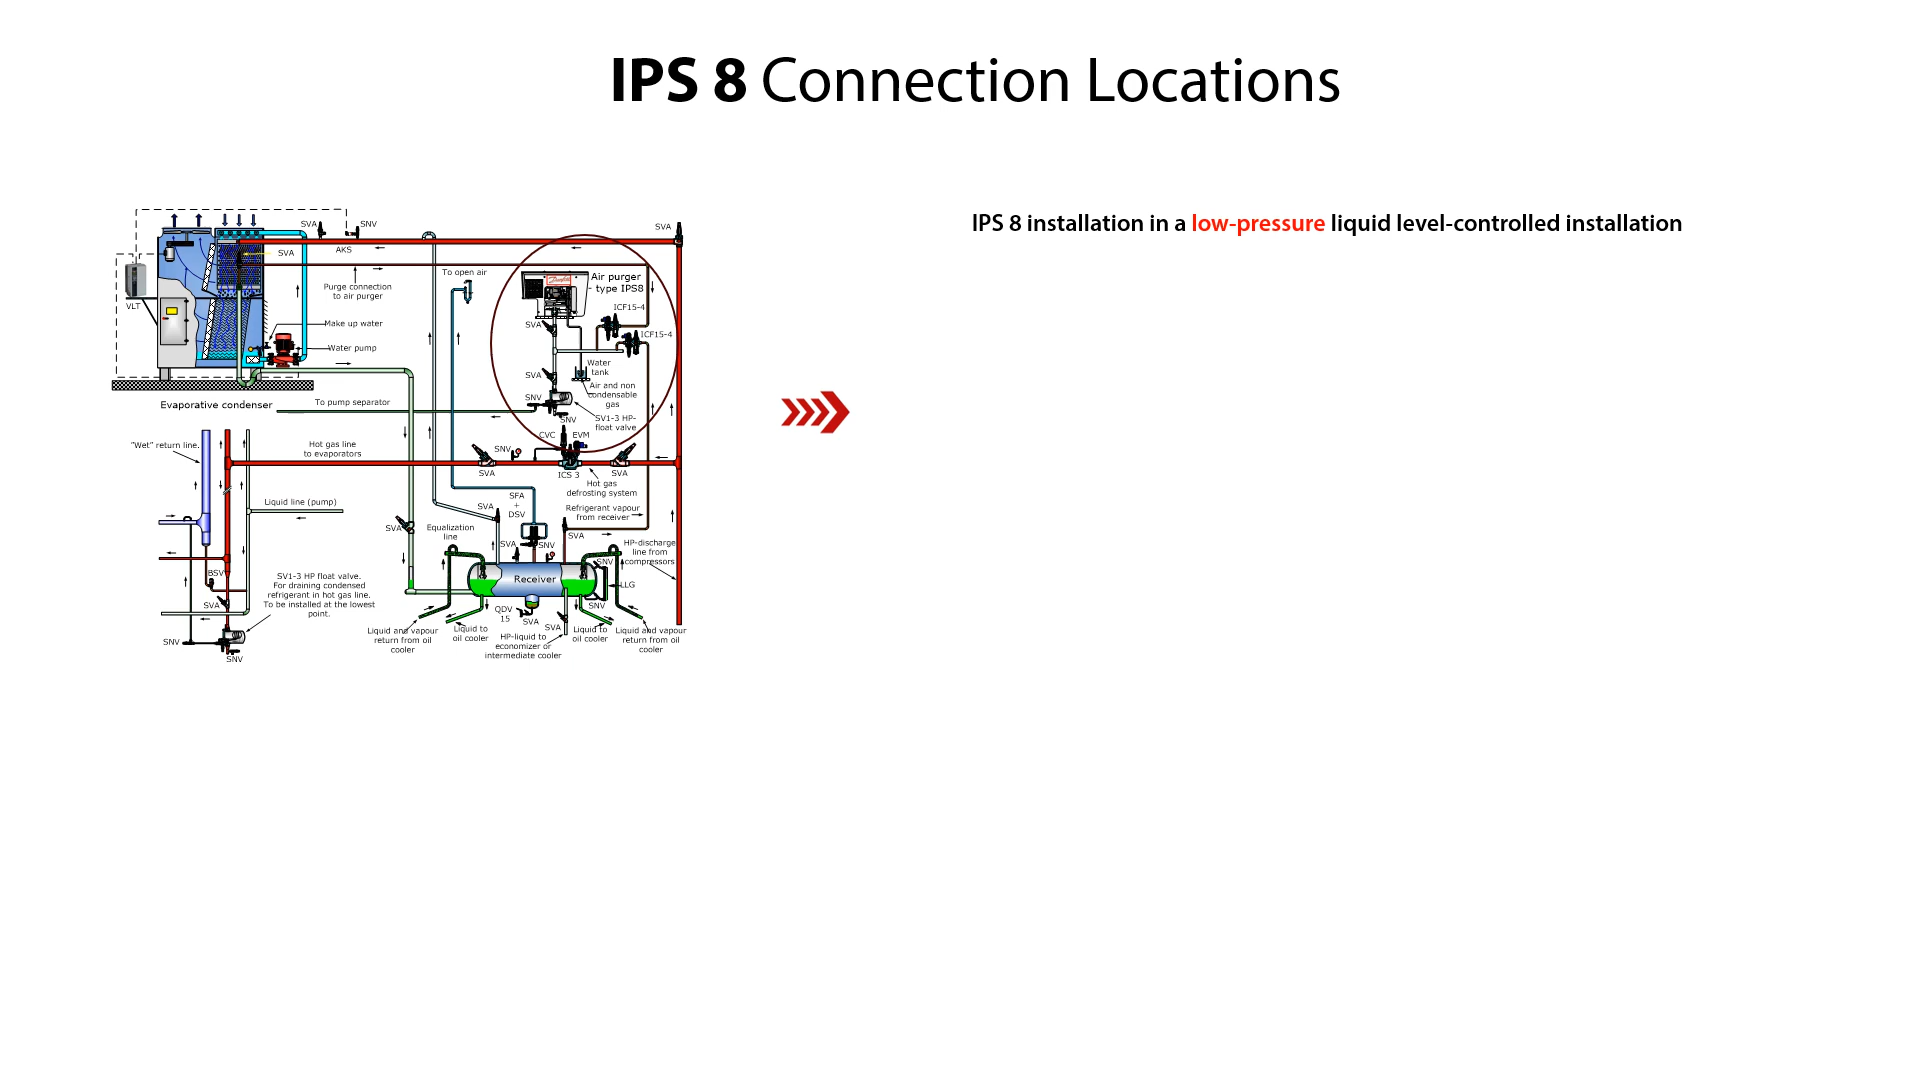 IPS 8 Connection Locations
IPS 8 installation in a low-pressure liquid level-controlled installation
SVA
SNV
SVA
AKS
SVA
To open air
Air purger
- type IPS8
VLT
Purge connection
to air purger
ICF15-4
SVA
Make up water
ICF15-4
Water pump
Water
tank
SVA
Air and non
condensable
gas
Evaporative condenser
To pump separator
SNV
SNV
SV1-3 HP-
float valve
"Wet" return line.
Hot gas line
to evaporators
CVC
EVM
SNV
SVA
ICS 3
SVA
Hot gas
defrosting system
Liquid line (pump)
SFA
+
DSV
SVA
Refrigerant vapour
from receiver
SVA
Equalization
line
SVA
SNV
SVA
HP-discharge
line from
compressors
SNV
BSV
SV1-3 HP float valve.
For draining condensed
refrigerant in hot gas line.
To be installed at the lowest
point.
Receiver
LLG
SVA
QDV
15
SVA
SNV
SVA
Liquid and vapour
return from oil
cooler
Liquid to
oil cooler
HP-liquid to
economizer or
intermediate cooler
Liquid to
oil cooler
Liquid and vapour
return from oil
cooler
SNV
SNV